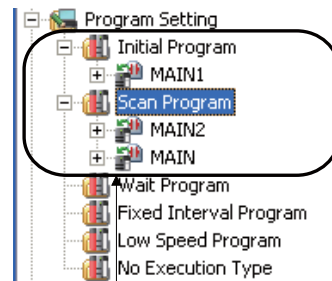 Program Setting
Initial Program
MAIN1
Scan Program
MAIN2
MAIN
Wait Program
Fixed Interval Program
Low Speed Program
No Execution Type